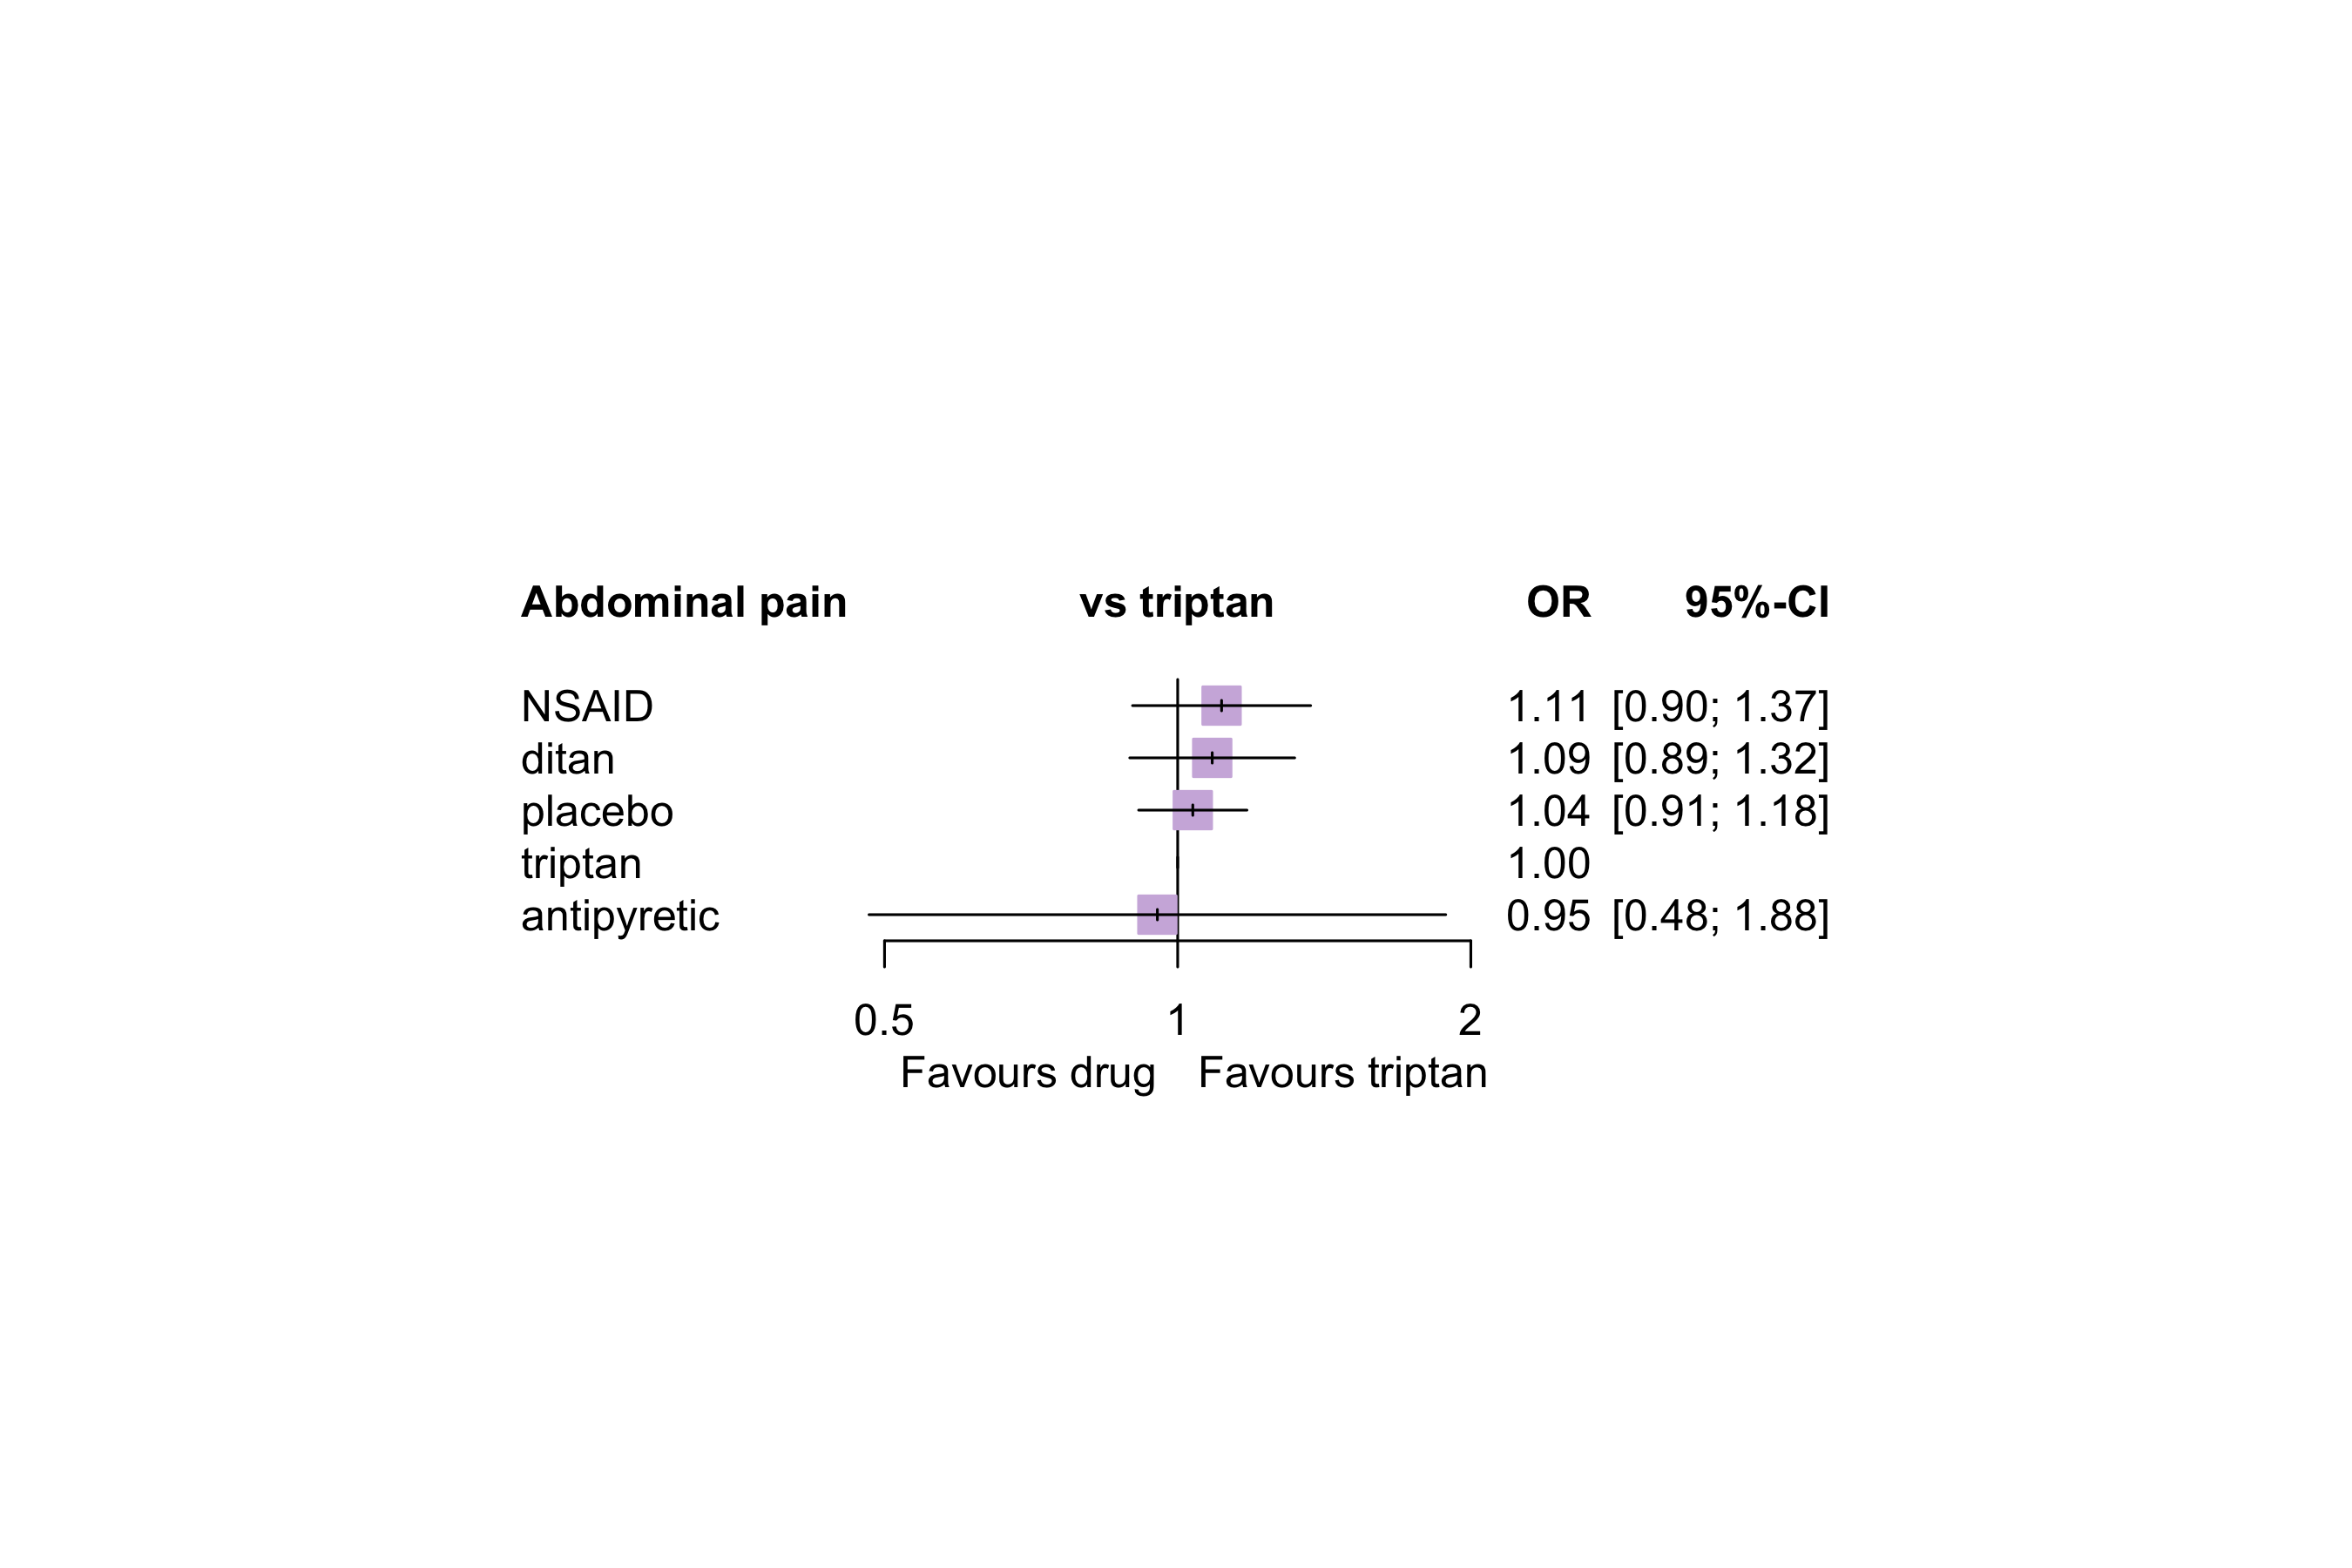 Abdominal pain vs triptan OR 95%-CI
NSAID 1.11 [0.90; 1.37]
ditan 1.09 [0.89; 1.32]
placebo 1.04 [0.91; 1.18]
triptan 1.00
antipyretic 0.95 [0.48; 1.88]
0.5 1 2
Favours drug Favours triptan